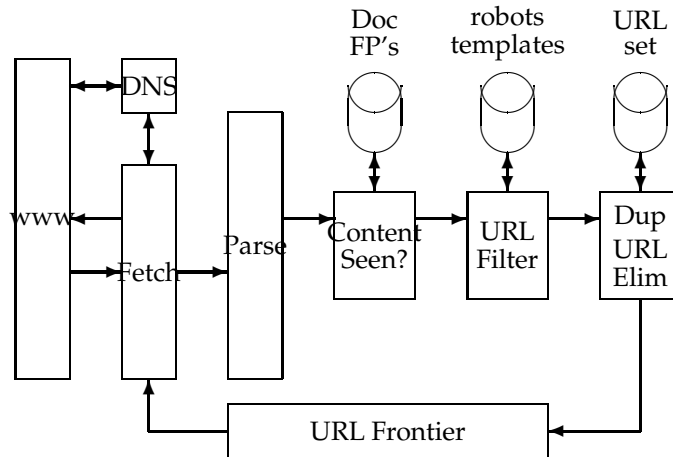 Doc
FP's
robots
templates
URL
set
DNS
www
Fetch
Parse
Content
Seen?
URL
Filter
Dup
URL
Elim
URL Frontier